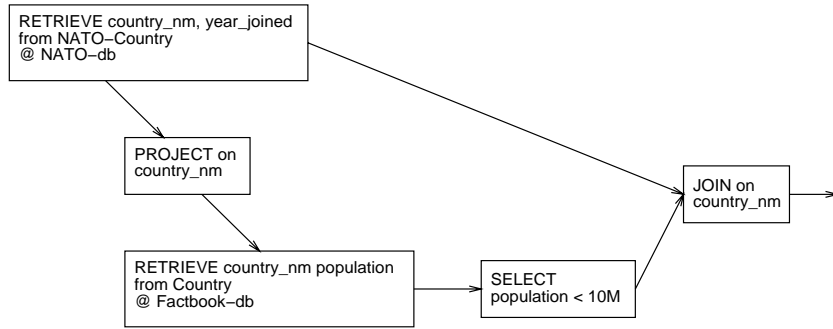 RETRIEVE country_nm, year_joined
from NATO−Country
@ NATO−db
PROJECT on
country_nm
JOIN on
country_nm
RETRIEVE country_nm population
from Country
@ Factbook−db
SELECT
population < 10M